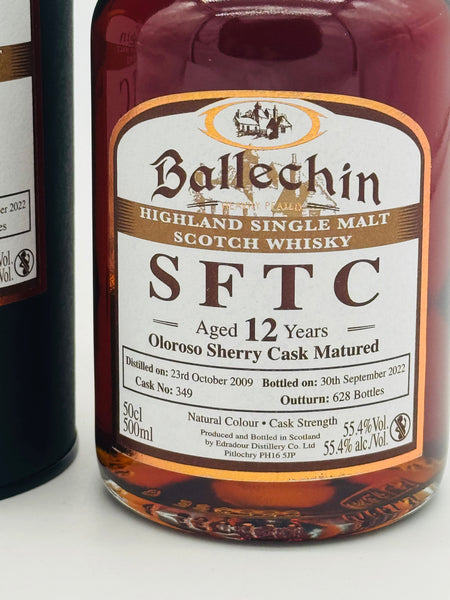 Ballechin
HEAVILY PEATED
HIGHLAND SINGLE MALT
SCOTCH WHISKY
SFTC
Aged 12 Years
Oloroso Sherry Cask Matured
Distilled on: 23rd October 2009 Bottled on: 30th September 2022
Cask No: 349 Outturn: 628 Bottles
50cl
500ml
Natural Colour • Cask Strength
Produced and Bottled in Scotland
by Edradour Distillery Co. Ltd
Pitlochry PH16 5JP
55.4%Vol.
55.4% alc./Vol.
2022
Vol.
Vol.